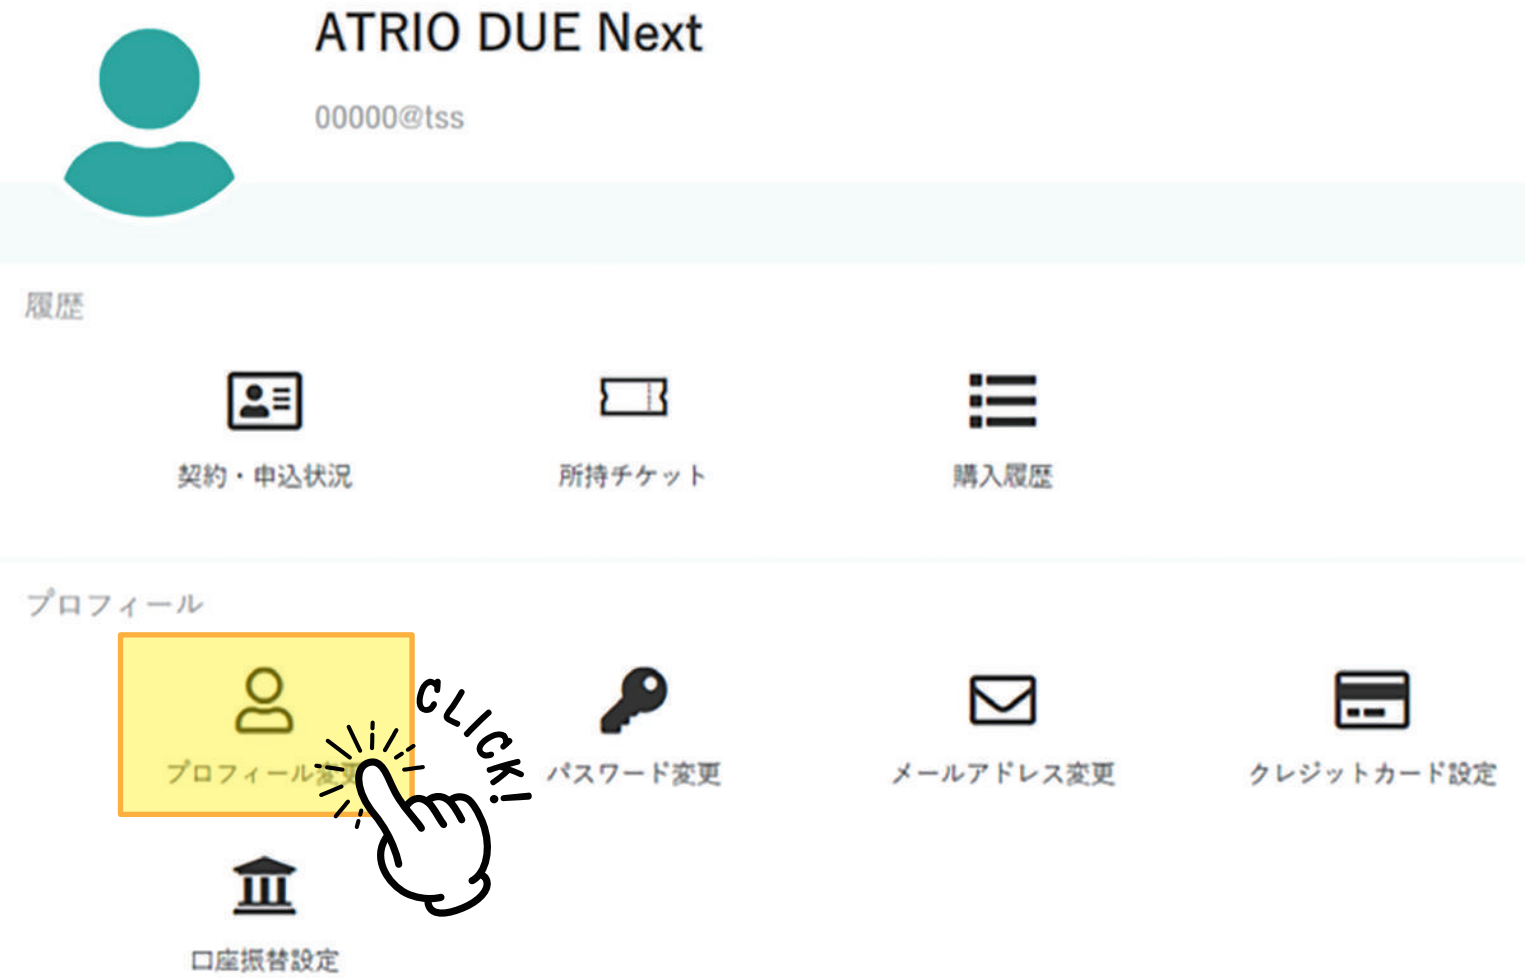 ATRIO DUE Next
00000@tss
履歴
契約・申込状況
所持チケット
購入履歴
プロフィール
プロフィール変更
CLICK!
パスワード変更
メールアドレス変更
クレジットカード設定
口座振替設定